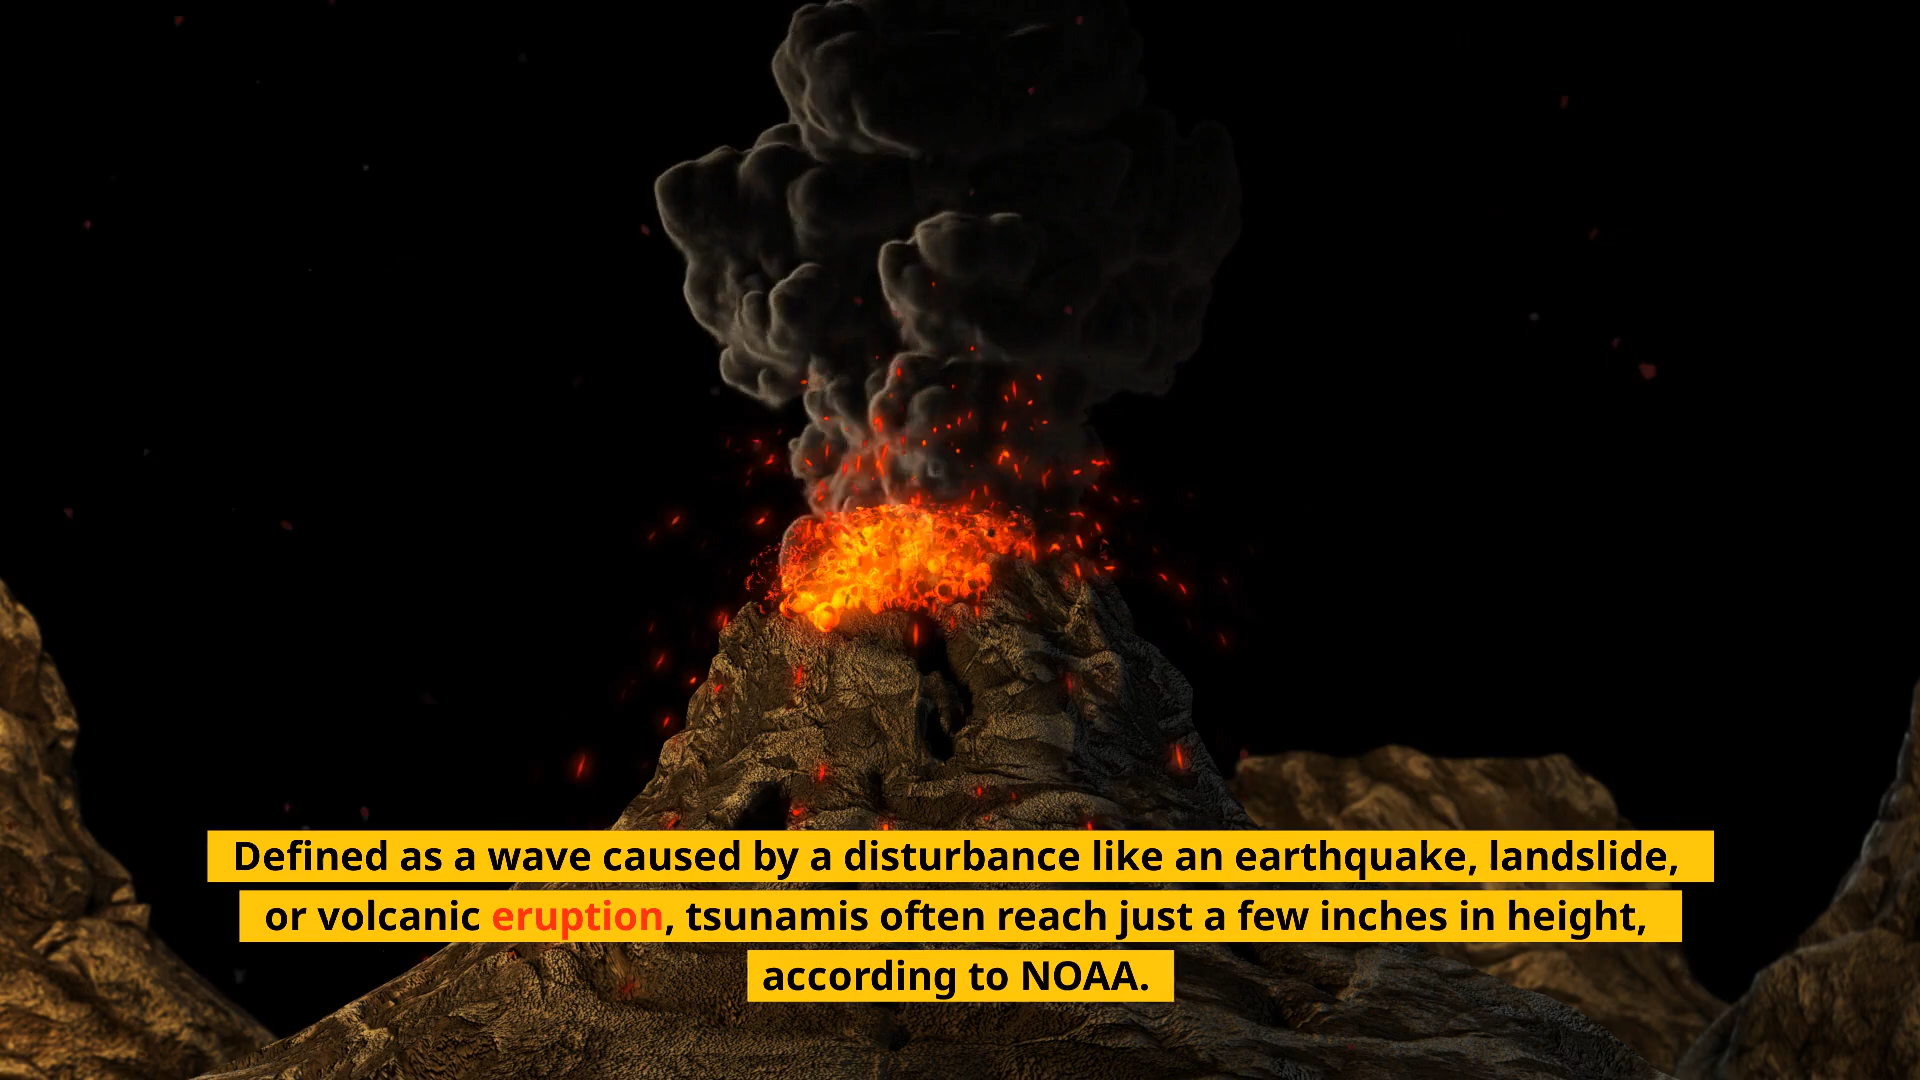 Defined as a wave caused by a disturbance like an earthquake, landslide,
or volcanic eruption, tsunamis often reach just a few inches in height,
according to NOAA.